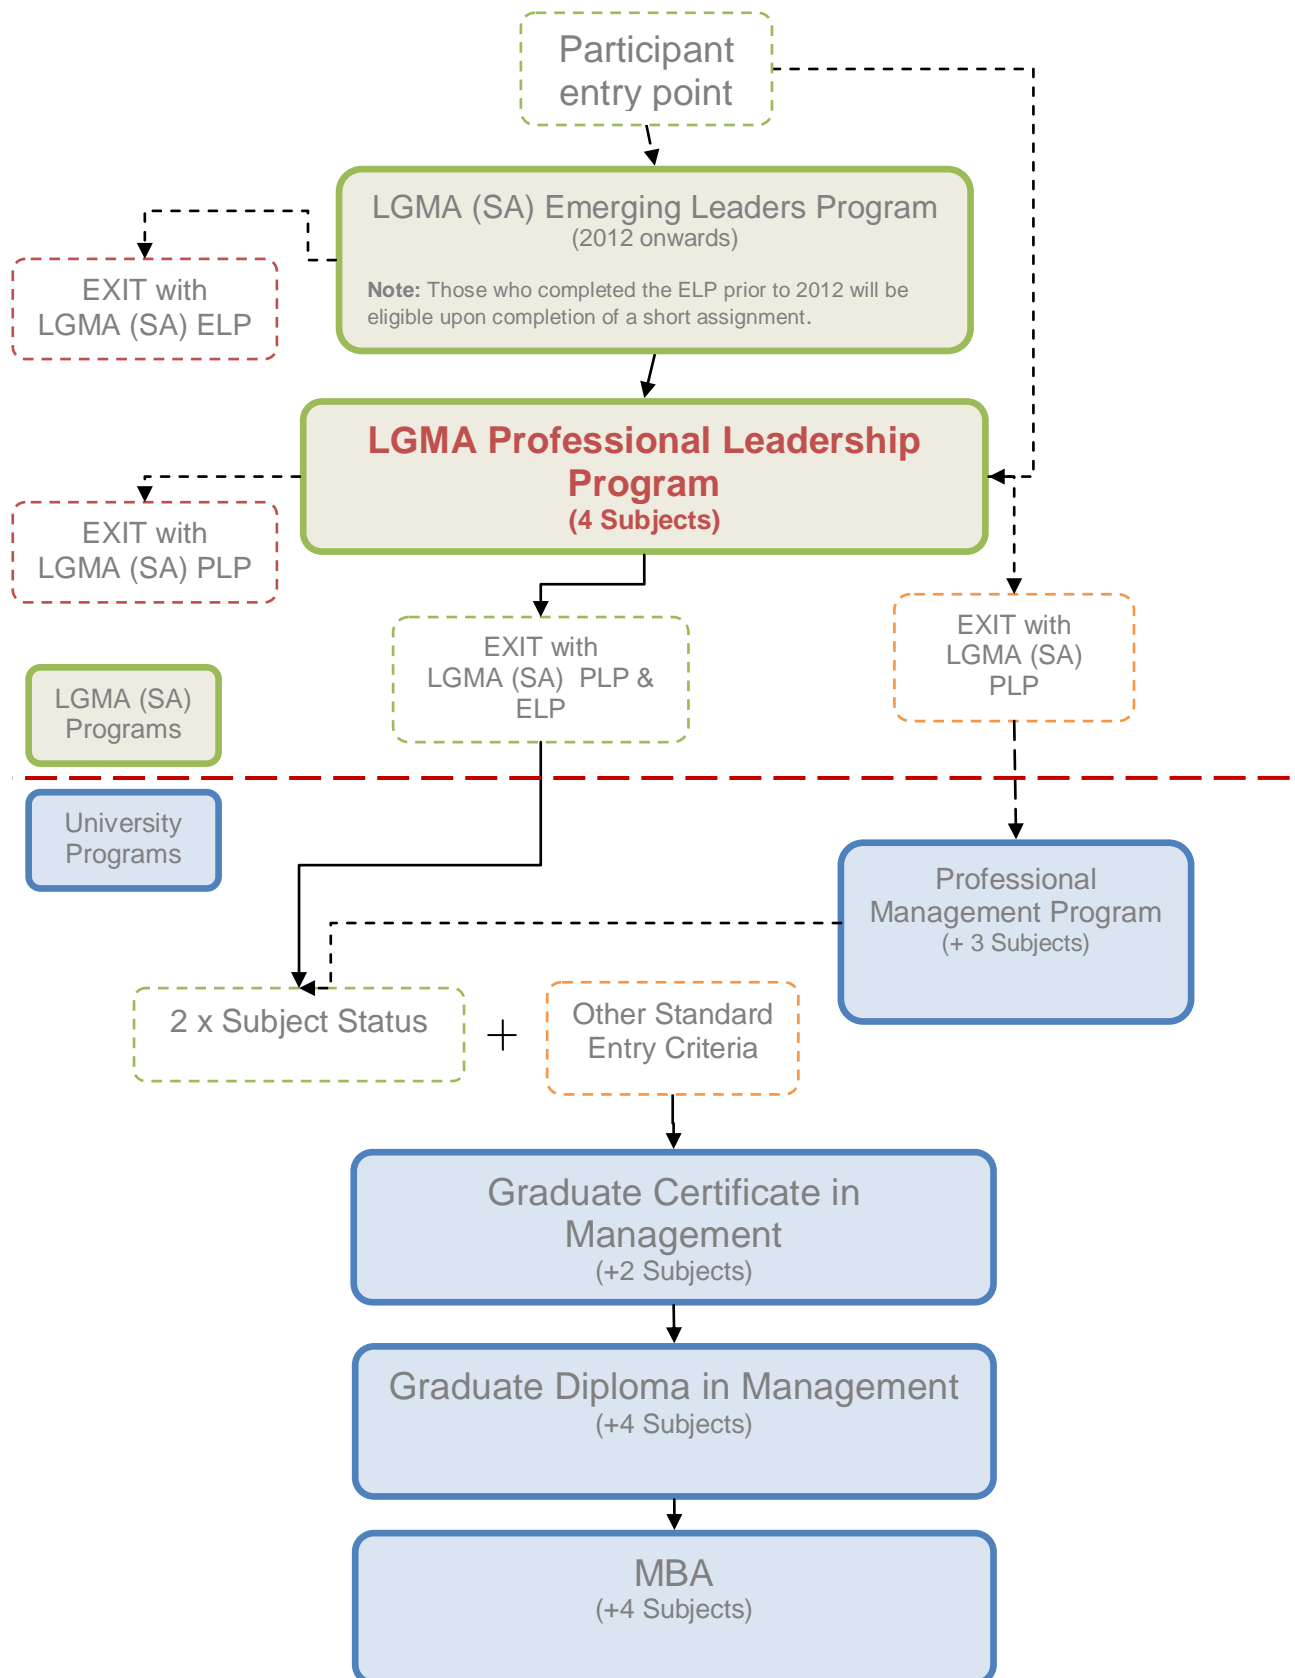 Participant
entry point
LGMA (SA) Emerging Leaders Program
(2012 onwards)
Note: Those who completed the ELP prior to 2012 will be
eligible upon completion of a short assignment.
EXIT with
LGMA (SA) ELP
LGMA Professional Leadership
Program
(4 Subjects)
EXIT with
LGMA (SA) PLP
EXIT with
LGMA (SA) PLP &
ELP
EXIT with
LGMA (SA)
PLP
LGMA (SA)
Programs
University
Programs
Professional
Management Program
(+ 3 Subjects)
2 x Subject Status
+
Other Standard
Entry Criteria
Graduate Certificate in
Management
(+2 Subjects)
Graduate Diploma in Management
(+4 Subjects)
MBA
(+4 Subjects)